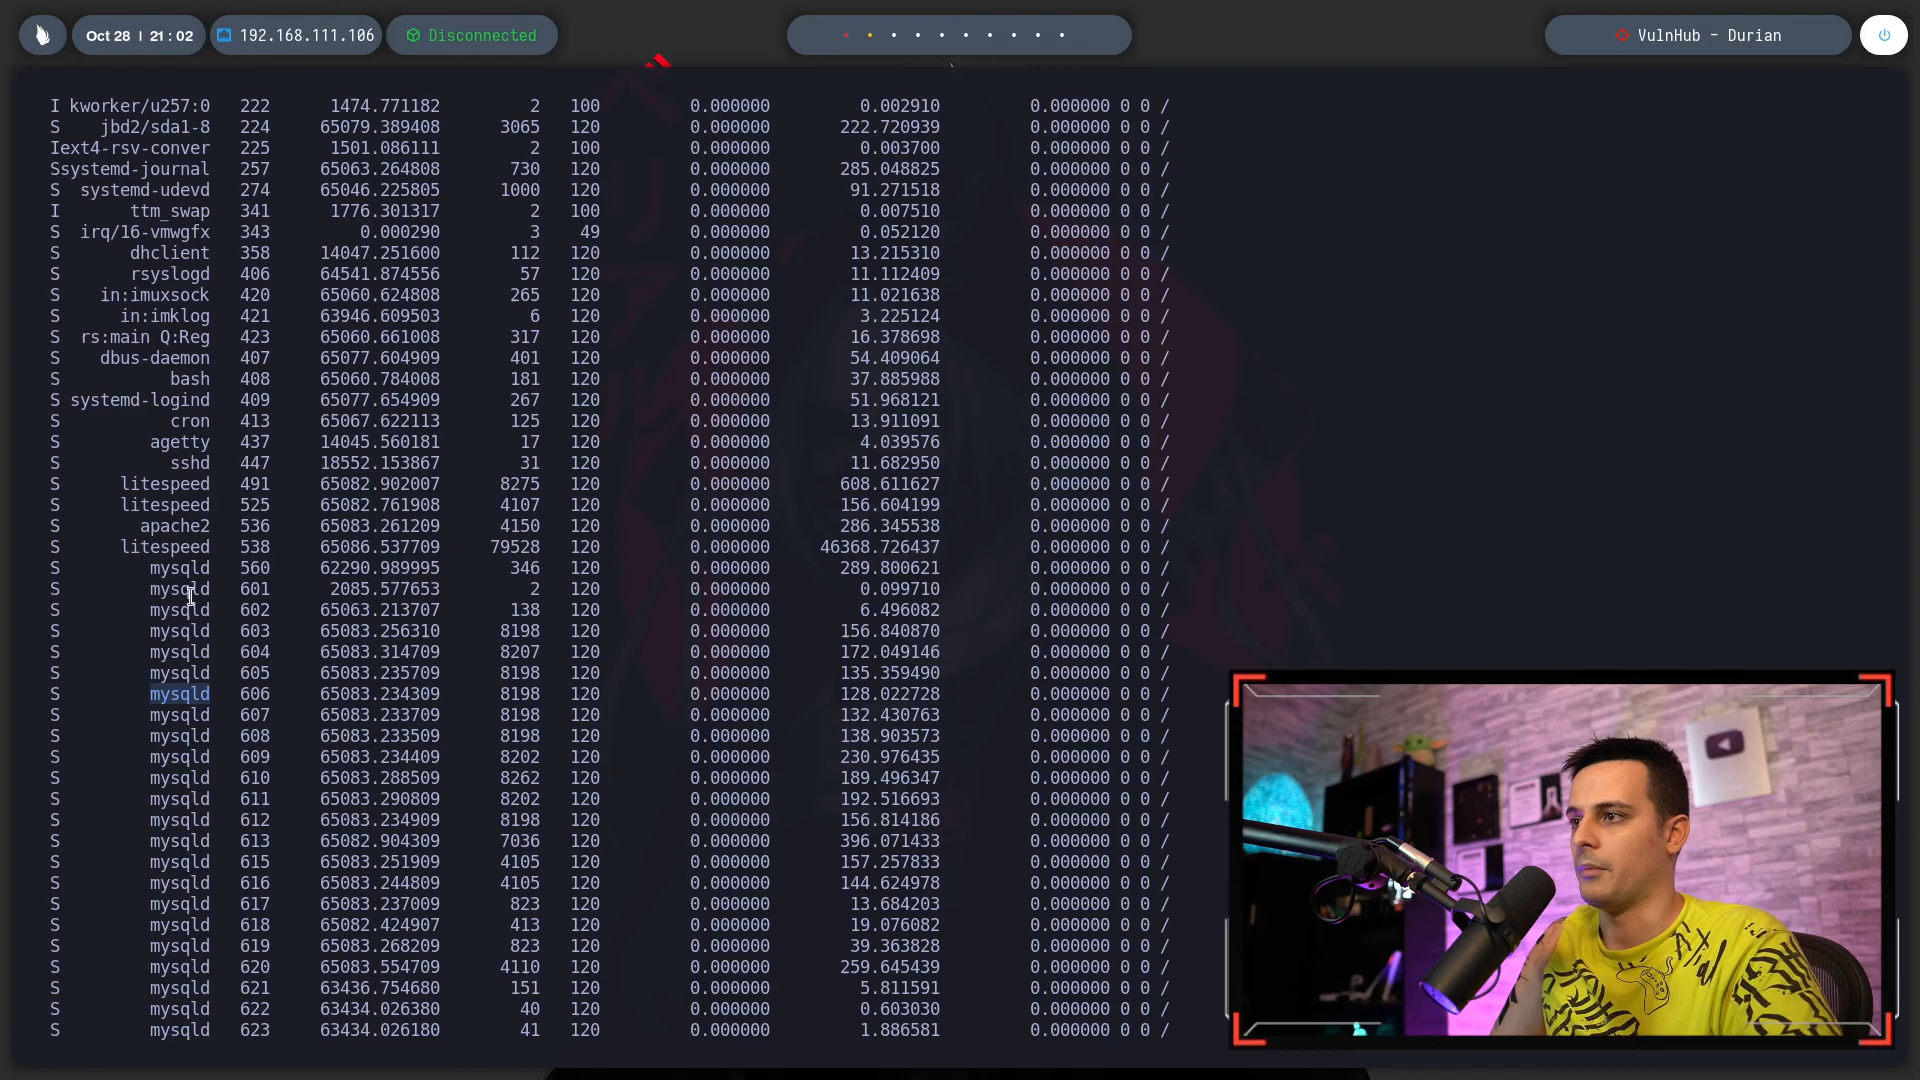 Oct 28 | 21:02 192.168.111.106 Disconnected VulnHub - Durian
I kworker/u257:0 222 1474.771182 2 100 0.000000 0.002910 0.000000 0 0 /
S jbd2/sda1-8 224 65079.389408 3065 120 0.000000 222.720939 0.000000 0 0 /
Iext4-rsv-conver 225 1501.086111 2 100 0.000000 0.003700 0.000000 0 0 /
Ssystemd-journal 257 65063.264808 730 120 0.000000 285.048825 0.000000 0 0 /
S systemd-udevd 274 65046.225805 1000 120 0.000000 91.271518 0.000000 0 0 /
I ttm_swap 341 1776.301317 2 100 0.000000 0.007510 0.000000 0 0 /
S irq/16-vmwgfx 343 0.000290 3 49 0.000000 0.052120 0.000000 0 0 /
S dhclient 358 14047.251600 112 120 0.000000 13.215310 0.000000 0 0 /
S rsyslogd 406 64541.874556 57 120 0.000000 11.112409 0.000000 0 0 /
S in:imuxsock 420 65060.624808 265 120 0.000000 11.021638 0.000000 0 0 /
S in:imklog 421 63946.609503 6 120 0.000000 3.225124 0.000000 0 0 /
S rs:main Q:Reg 423 65060.661008 317 120 0.000000 16.378698 0.000000 0 0 /
S dbus-daemon 407 65077.604909 401 120 0.000000 54.409064 0.000000 0 0 /
S bash 408 65060.784008 181 120 0.000000 37.885988 0.000000 0 0 /
S systemd-logind 409 65077.654909 267 120 0.000000 51.968121 0.000000 0 0 /
S cron 413 65067.622113 125 120 0.000000 13.911091 0.000000 0 0 /
S agetty 437 14045.560181 17 120 0.000000 4.039576 0.000000 0 0 /
S sshd 447 18552.153867 31 120 0.000000 11.682950 0.000000 0 0 /
S litespeed 491 65082.902007 8275 120 0.000000 608.611627 0.000000 0 0 /
S litespeed 525 65082.761908 4107 120 0.000000 156.604199 0.000000 0 0 /
S apache2 536 65083.261209 4150 120 0.000000 286.345538 0.000000 0 0 /
S litespeed 538 65086.537709 79528 120 0.000000 46368.726437 0.000000 0 0 /
S mysqld 560 62290.989995 346 120 0.000000 289.800621 0.000000 0 0 /
S mysqld 601 2085.577653 2 120 0.000000 0.099710 0.000000 0 0 /
S mysqld 602 65063.213707 138 120 0.000000 6.496082 0.000000 0 0 /
S mysqld 603 65083.256310 8198 120 0.000000 156.840870 0.000000 0 0 /
S mysqld 604 65083.314709 8207 120 0.000000 172.049146 0.000000 0 0 /
S mysqld 605 65083.235709 8198 120 0.000000 135.359490 0.000000 0 0 /
S mysqld 606 65083.234309 8198 120 0.000000 128.022728 0.000000 0 0 /
S mysqld 607 65083.233709 8198 120 0.000000 132.430763 0.000000 0 0 /
S mysqld 608 65083.233509 8198 120 0.000000 138.903573 0.000000 0 0 /
S mysqld 609 65083.234409 8202 120 0.000000 230.976435 0.000000 0 0 /
S mysqld 610 65083.288509 8262 120 0.000000 189.496347 0.000000 0 0 /
S mysqld 611 65083.290809 8202 120 0.000000 192.516693 0.000000 0 0 /
S mysqld 612 65083.234909 8198 120 0.000000 156.814186 0.000000 0 0 /
S mysqld 613 65082.904309 7036 120 0.000000 396.071433 0.000000 0 0 /
S mysqld 615 65083.251909 4105 120 0.000000 157.257833 0.000000 0 0 /
S mysqld 616 65083.244809 4105 120 0.000000 144.624978 0.000000 0 0 /
S mysqld 617 65083.237009 823 120 0.000000 13.684203 0.000000 0 0 /
S mysqld 618 65082.424907 413 120 0.000000 19.076082 0.000000 0 0 /
S mysqld 619 65083.268209 823 120 0.000000 39.363828 0.000000 0 0 /
S mysqld 620 65083.554709 4110 120 0.000000 259.645439 0.000000 0 0 /
S mysqld 621 63436.754680 151 120 0.000000 5.811591 0.000000 0 0 /
S mysqld 622 63434.026380 40 120 0.000000 0.603030 0.000000 0 0 /
S mysqld 623 63434.026180 41 120 0.000000 1.886581 0.000000 0 0 /